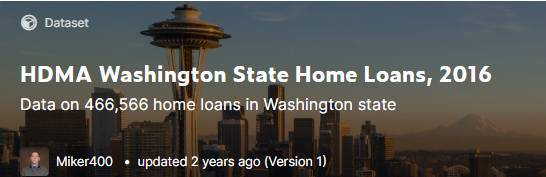 Dataset
HDMA Washington State Home Loans, 2016
Data on 466,566 home loans in Washington state
Miker400 • updated 2 years ago (Version 1)